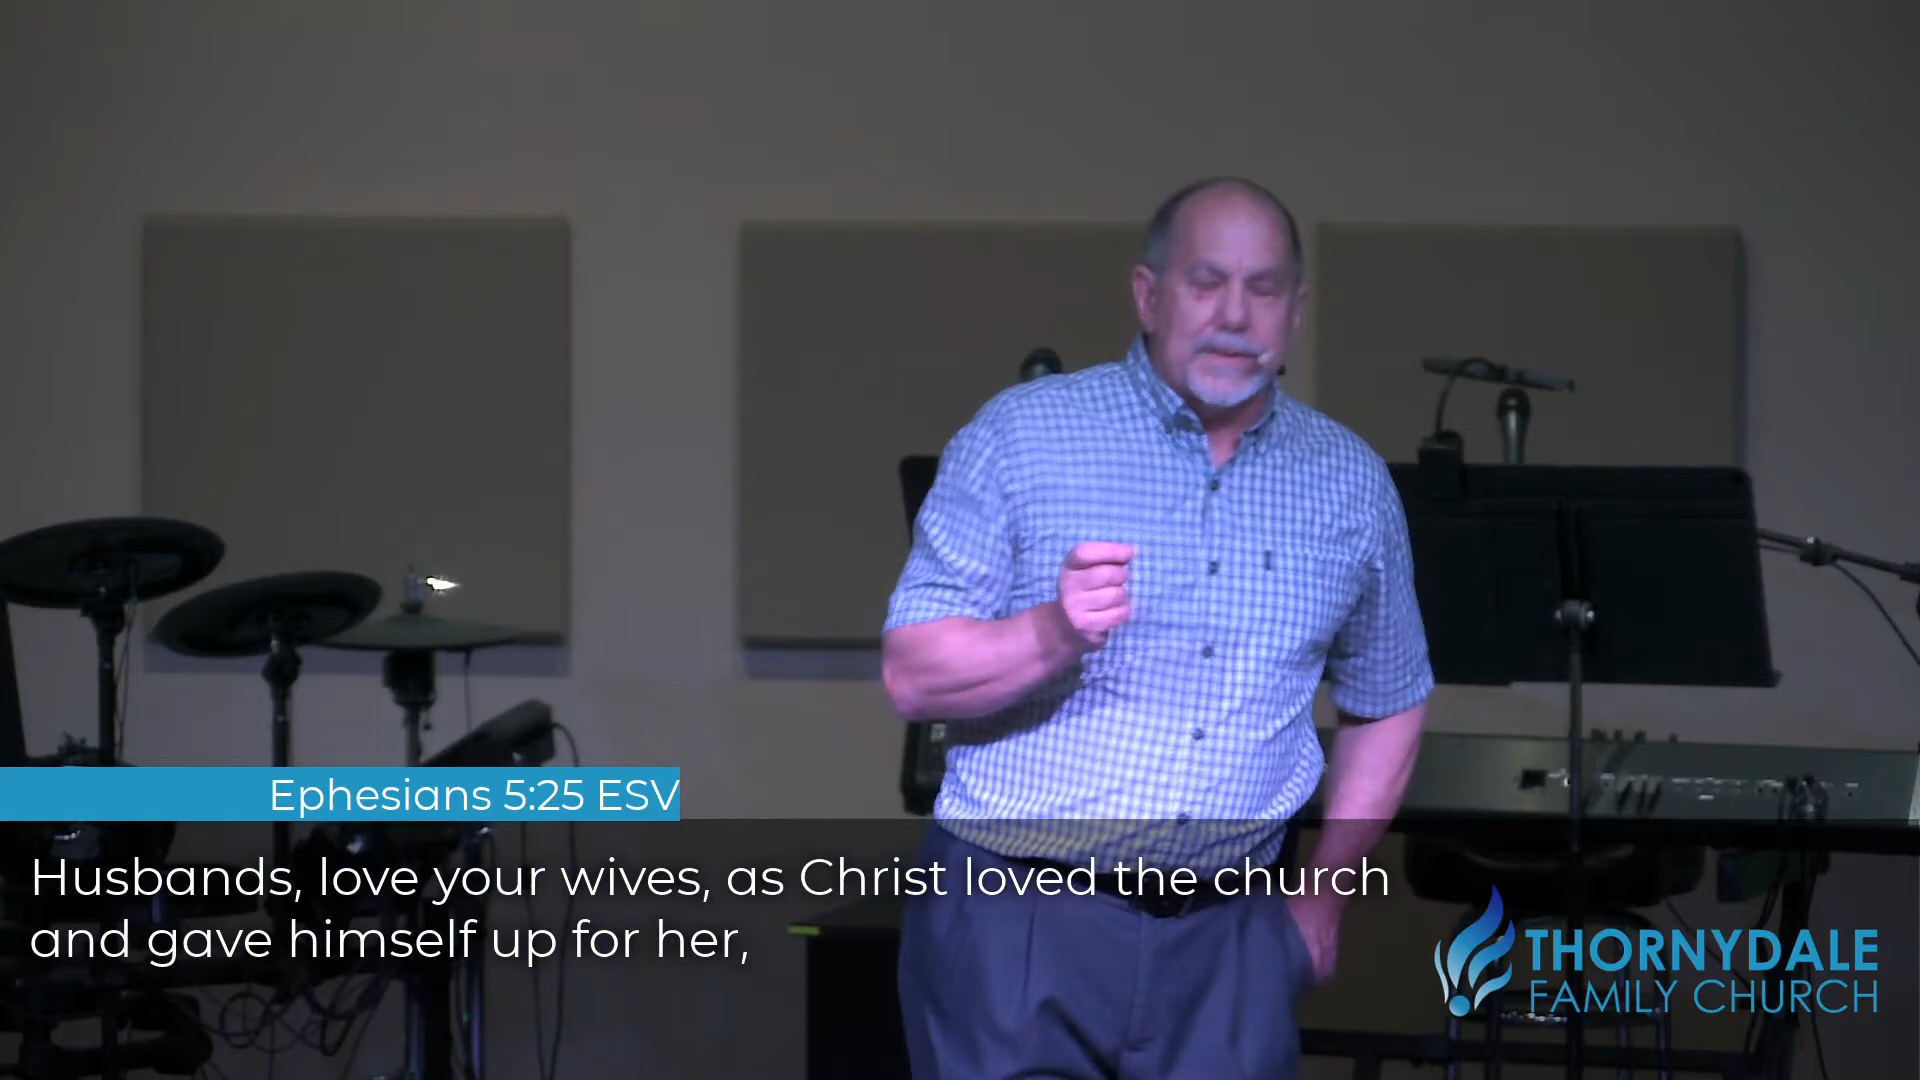 Ephesians 5:25 ESV
Husbands, love your wives, as Christ loved the church
and gave himself up for her,
THORNYDALE
FAMILY CHURCH